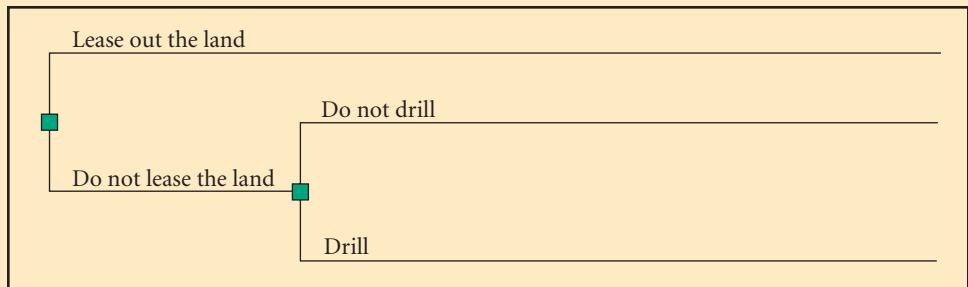 Lease out the land
Do not drill
Do not lease the land
Drill